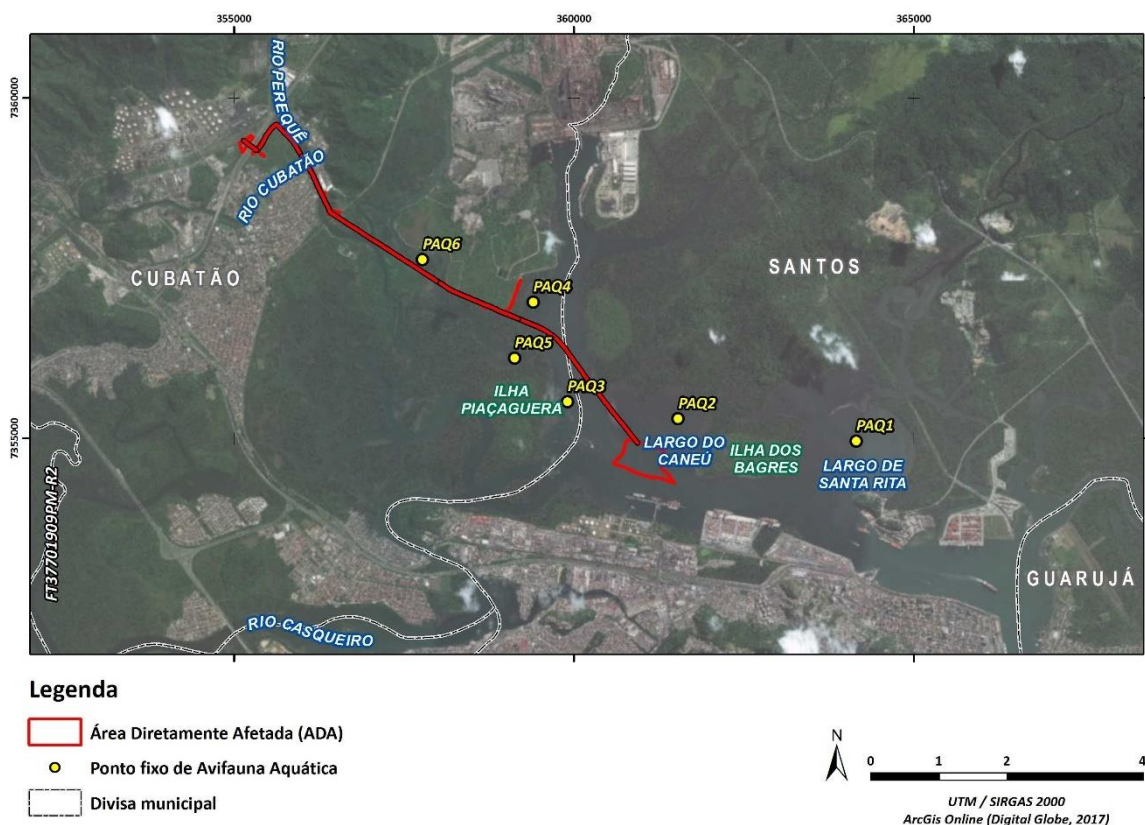 355000
360000
365000
7360000
7355000
RIO PEREQUÊ
RIO CUBATÃO
CUBATÃO
PAQ6
PAQ4
PAQ5
PAQ3
PAQ2
PAQ1
SANTOS
ILHA
PIAÇAGUERA
LARGO DO
CANEÚ
ILHA DOS
BAGRES
LARGO DE
SANTA RITA
GUARUJÁ
RIO-CASQUEIRO
FT37701909PM-R2
Legenda
Área Diretamente Afetada (ADA)
Ponto fixo de Avifauna Aquática
Divisa municipal
N
0 1 2 4
UTM / SIRGAS 2000
ArcGis Online (Digital Globe, 2017)